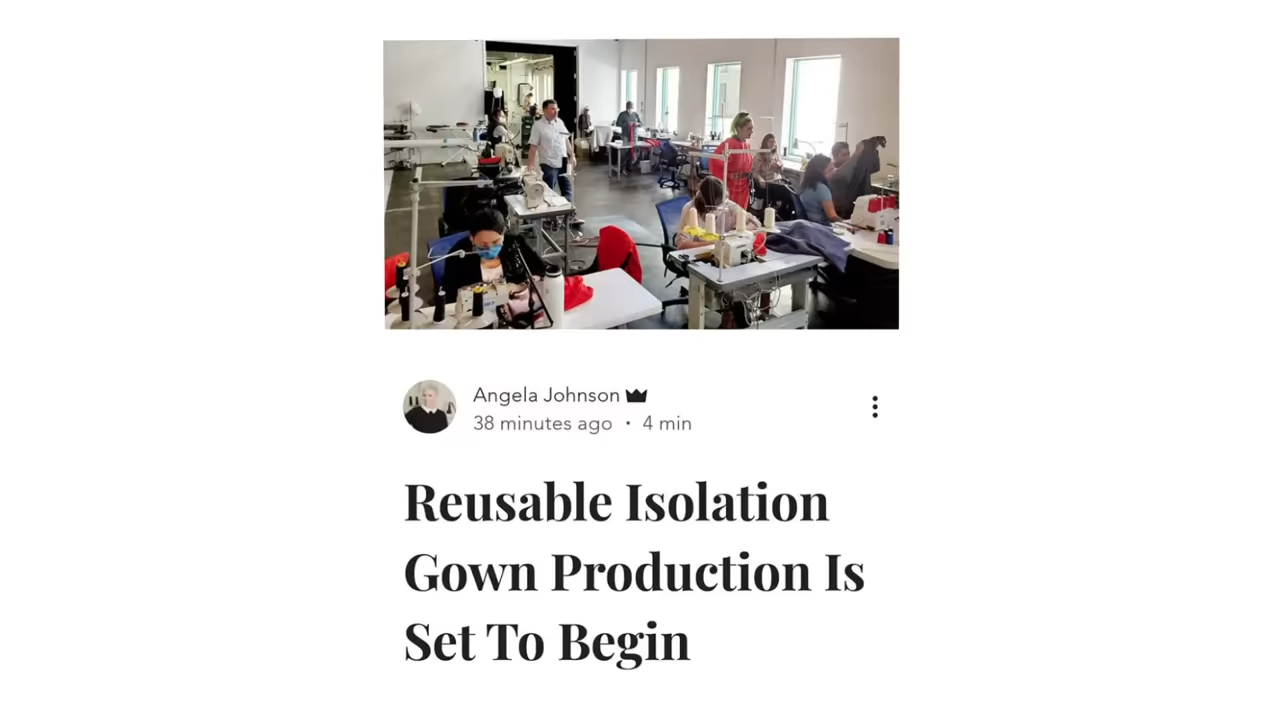 Angela Johnson
38 minutes ago · 4 min
Reusable Isolation
Gown Production Is
Set To Begin